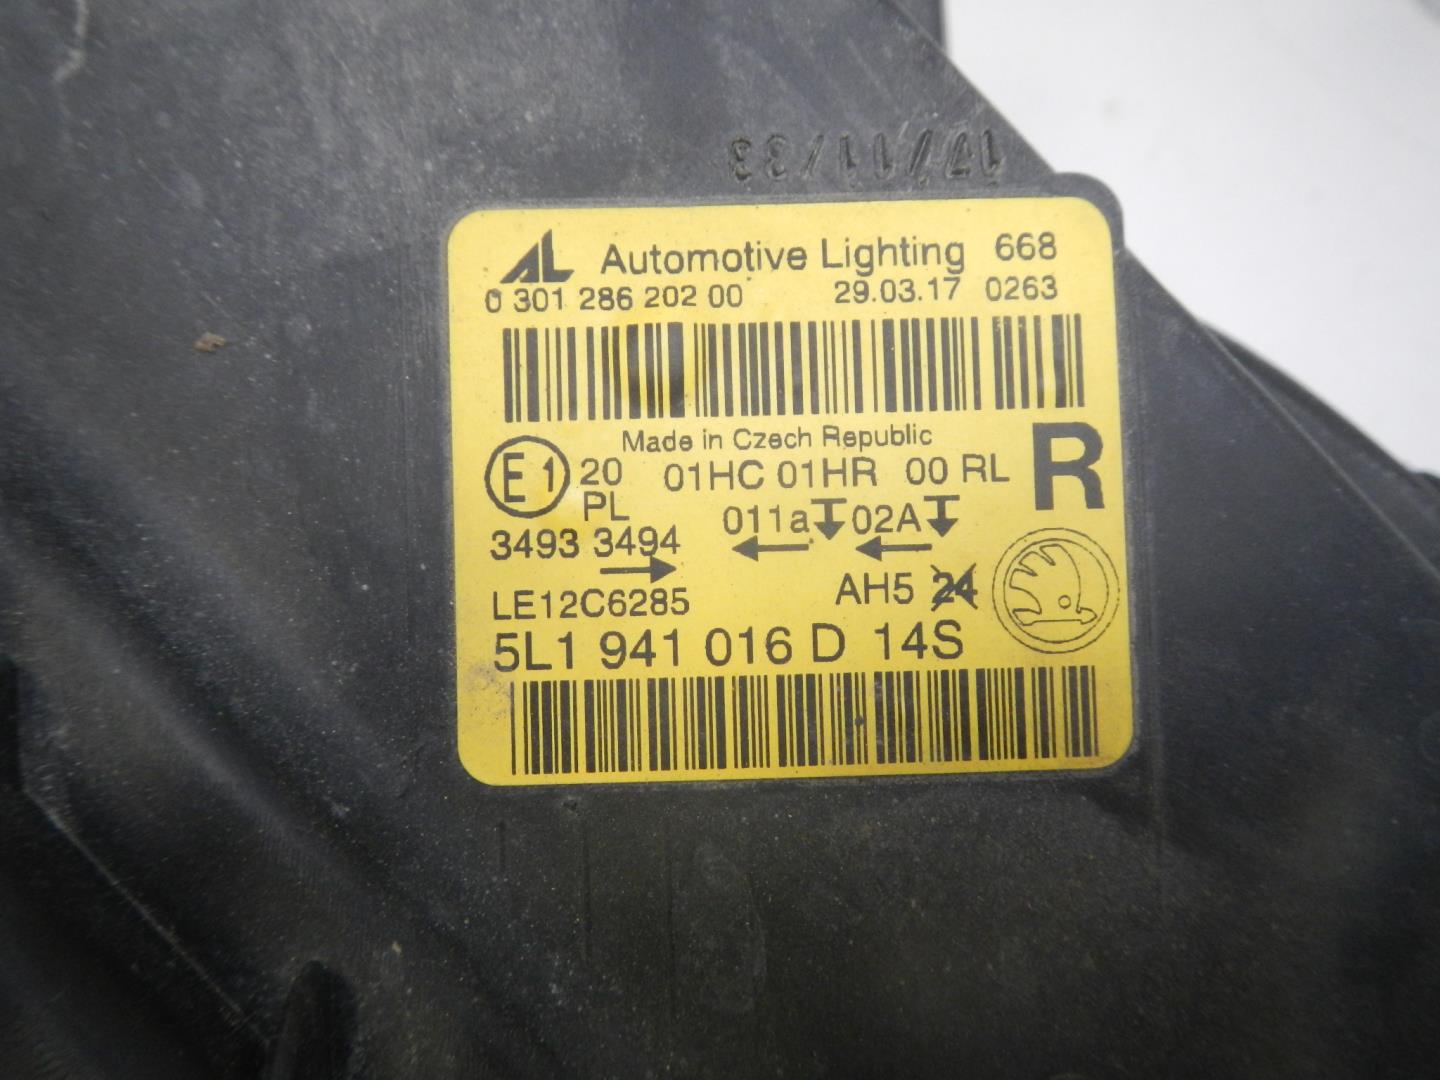 17/11/33
AL Automotive Lighting 668
0 301 286 202 00 29.03.17 0263
Made in Czech Republic
E1 20 01HC 01HR 00 RL R
PL 011a 02A
3493 3494
LE12C6285 AH5 24
5L1 941 016 D 14S